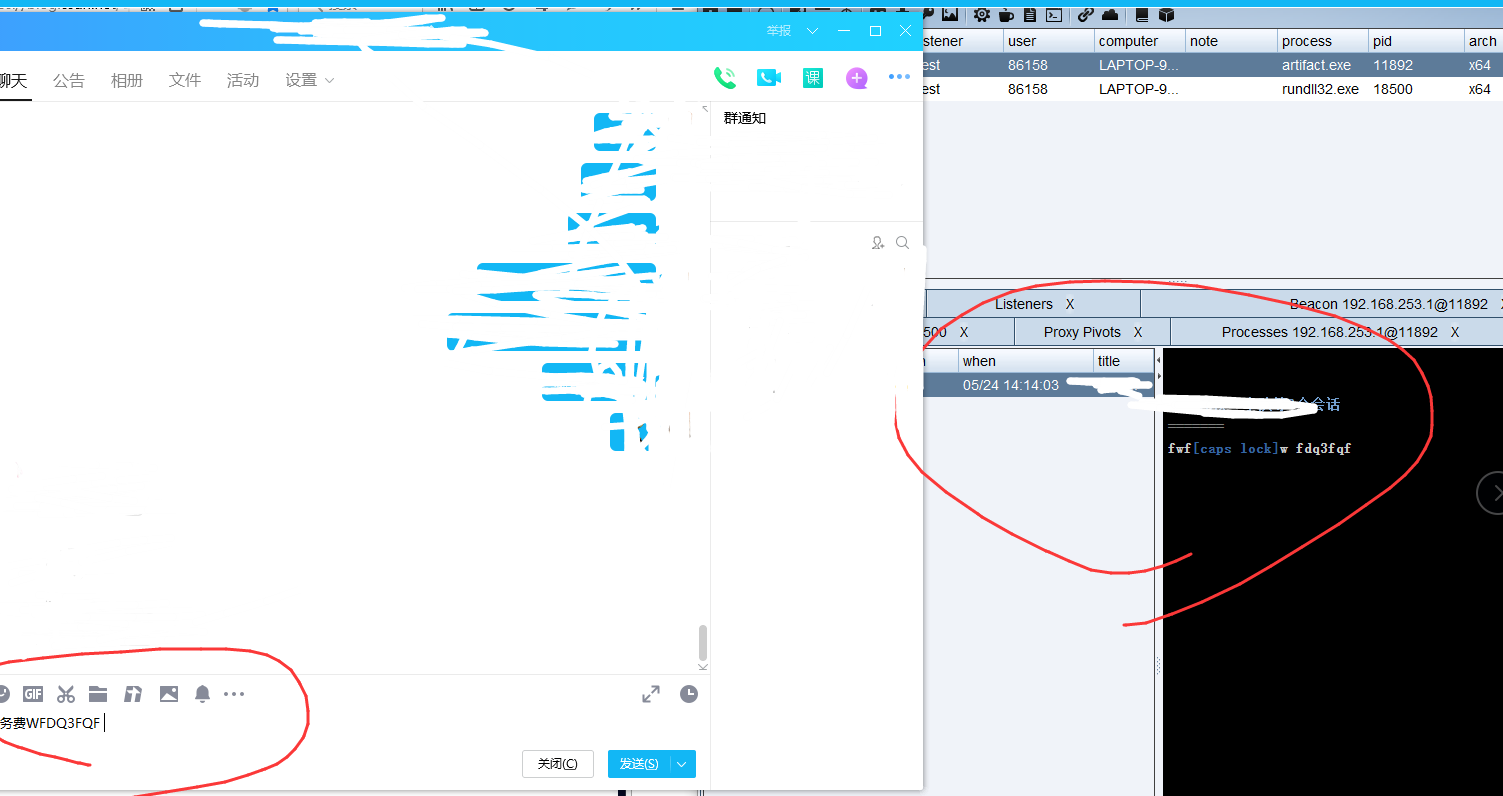 举报
聊天 公告 相册 文件 活动 设置
课
群通知
GIF
务费WFDQ3FQF
关闭(C) 发送(S)
stener user computer note process pid arch
est 86158 LAPTOP-9... artifact.exe 11892 x64
est 86158 LAPTOP-9... rundll32.exe 18500 x64
Listeners X Beacon 192.168.253.1@11892 X
500 X Proxy Pivots X Processes 192.168.253.1@11892 X
when title
05/24 14:14:03
会话
=======
fwf[caps lock]w fdq3fqf